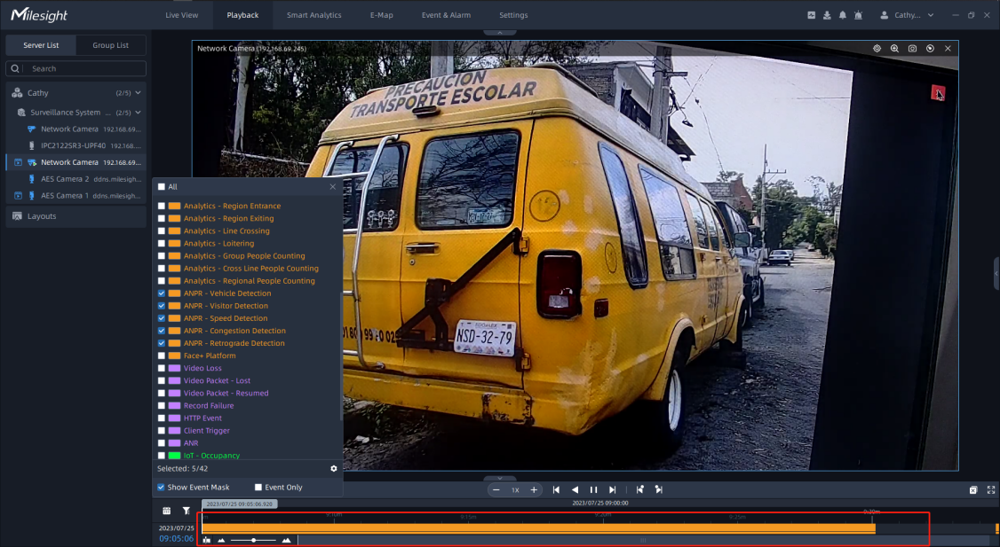 Milesight
Live View
Playback
Smart Analytics
E-Map
Event & Alarm
Settings
Cathy...
Server List
Group List
Search
Cathy
(2/5)
Surveillance System ... (2/5)
Network Camera 192.168.69...
IPC2122SR3-UPF40 192.168....
Network Camera 192.168.69...
AES Camera 2 ddns.milesigh...
AES Camera 1 ddns.milesigh...
Layouts
Network Camera (192.168.69.245)
PRECAUCION
TRANSPORTE ESCOLAR
NSD-32-79
All
Analytics - Region Entrance
Analytics - Region Exiting
Analytics - Line Crossing
Analytics - Loitering
Analytics - Group People Counting
Analytics - Cross Line People Counting
Analytics - Regional People Counting
ANPR - Vehicle Detection
ANPR - Visitor Detection
ANPR - Speed Detection
ANPR - Congestion Detection
ANPR - Retrograde Detection
Face+ Platform
Video Loss
Video Packet - Lost
Video Packet - Resumed
Record Failure
HTTP Event
Client Trigger
ANR
IoT - Occupancy
Selected: 5/42
Show Event Mask
Event Only
1X
2023/07/25 09:05:06.920
2023/07/25 09:00:00
9:10m
9:15m
9:20m
9:25m
9:30m
2023/07/25
09:05:06